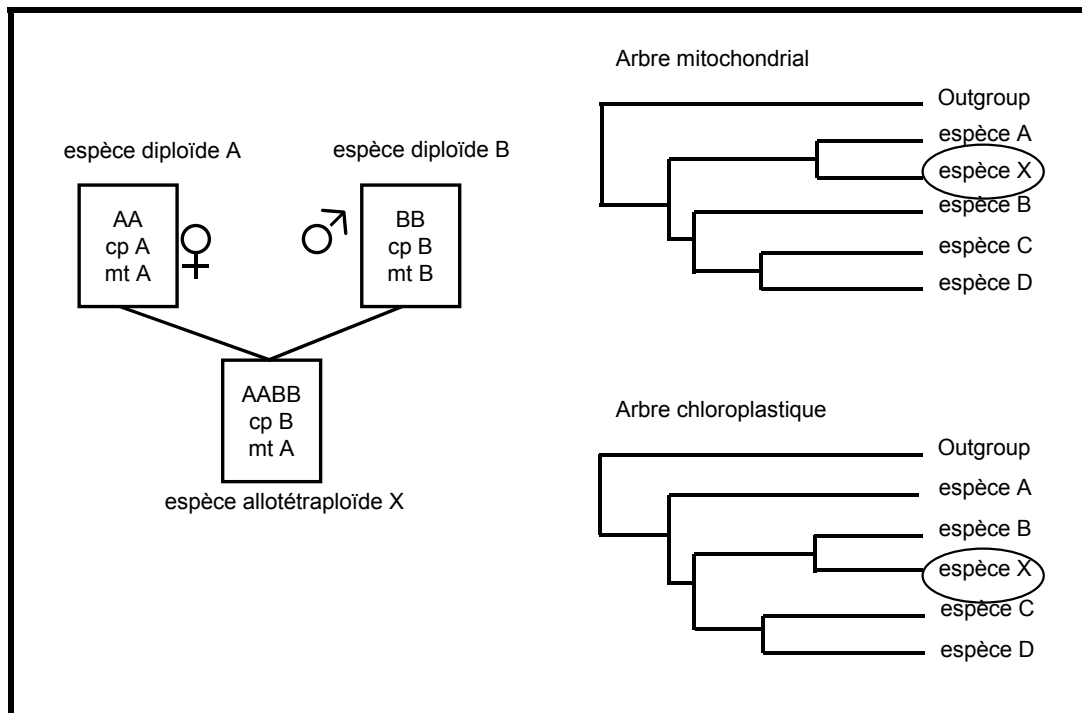 espèce diploïde A
espèce diploïde B
AA
cp A
mt A
BB
cp B
mt B
AABB
cp B
mt A
espèce allotétraploïde X
Arbre mitochondrial
Outgroup
espèce A
espèce X
espèce B
espèce C
espèce D
Arbre chloroplastique
Outgroup
espèce A
espèce B
espèce X
espèce C
espèce D